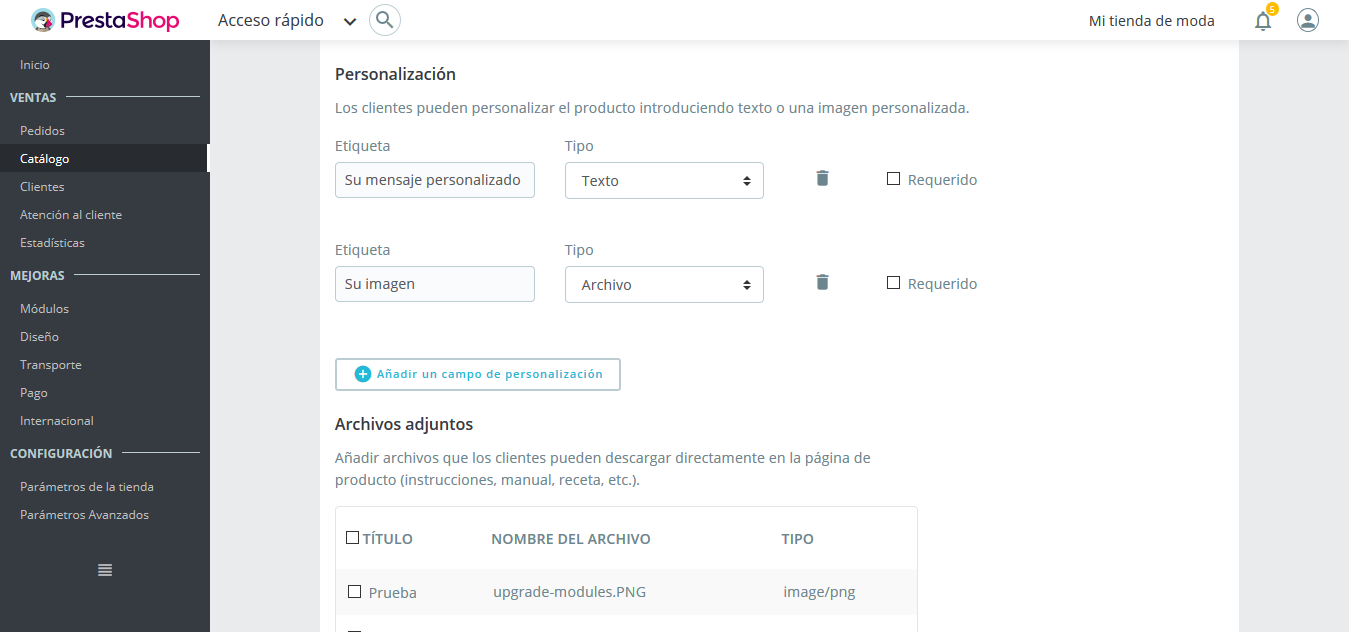 PrestaShop
Acceso rápido
Mi tienda de moda
5
Inicio
VENTAS
Pedidos
Catálogo
Clientes
Atención al cliente
Estadísticas
MEJORAS
Módulos
Diseño
Transporte
Pago
Internacional
CONFIGURACIÓN
Parámetros de la tienda
Parámetros Avanzados
Personalización
Los clientes pueden personalizar el producto introduciendo texto o una imagen personalizada.
Etiqueta Tipo
Su mensaje personalizado Texto Requerido
Etiqueta Tipo
Su imagen Archivo Requerido
Añadir un campo de personalización
Archivos adjuntos
Añadir archivos que los clientes pueden descargar directamente en la página de
producto (instrucciones, manual, receta, etc.).
TÍTULO NOMBRE DEL ARCHIVO TIPO
Prueba upgrade-modules.PNG image/png